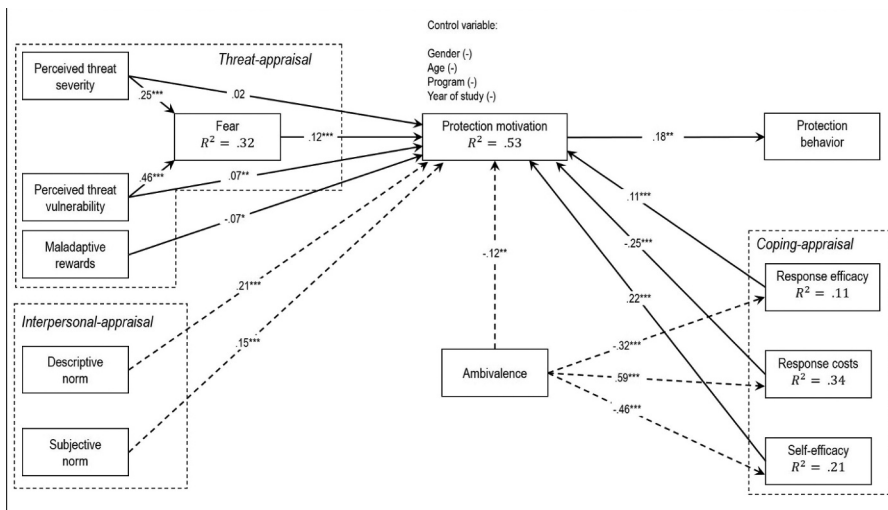 Control variable:
Gender (-)
Age (-)
Program (-)
Year of study (-)
Threat-appraisal
Perceived threat
severity
.25***
.02
Fear
R² = .32
.12***
Protection motivation
R² = .53
.18**
Protection
behavior
.46***
Perceived threat
vulnerability
.07**
Maladaptive
rewards
-.07*
.11***
-.12**
-.25***
Coping-appraisal
Response efficacy
R² = .11
.21***
.22***
Interpersonal-appraisal
.15***
-.32***
Descriptive
norm
Ambivalence
.59***
Response costs
R² = .34
-.46***
Subjective
norm
Self-efficacy
R² = .21